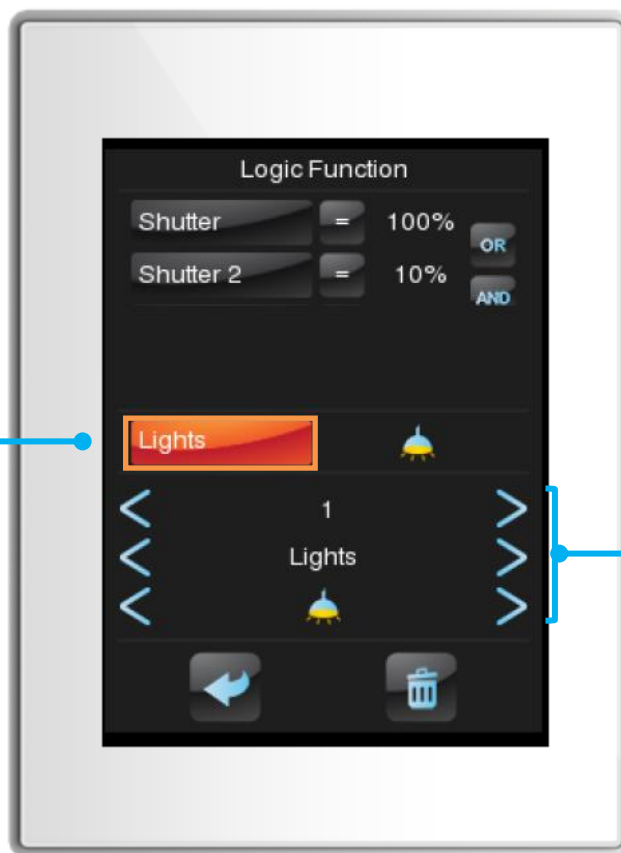 Logic Function
Shutter = 100%
OR
Shutter 2 = 10%
AND
Lights
1
Lights